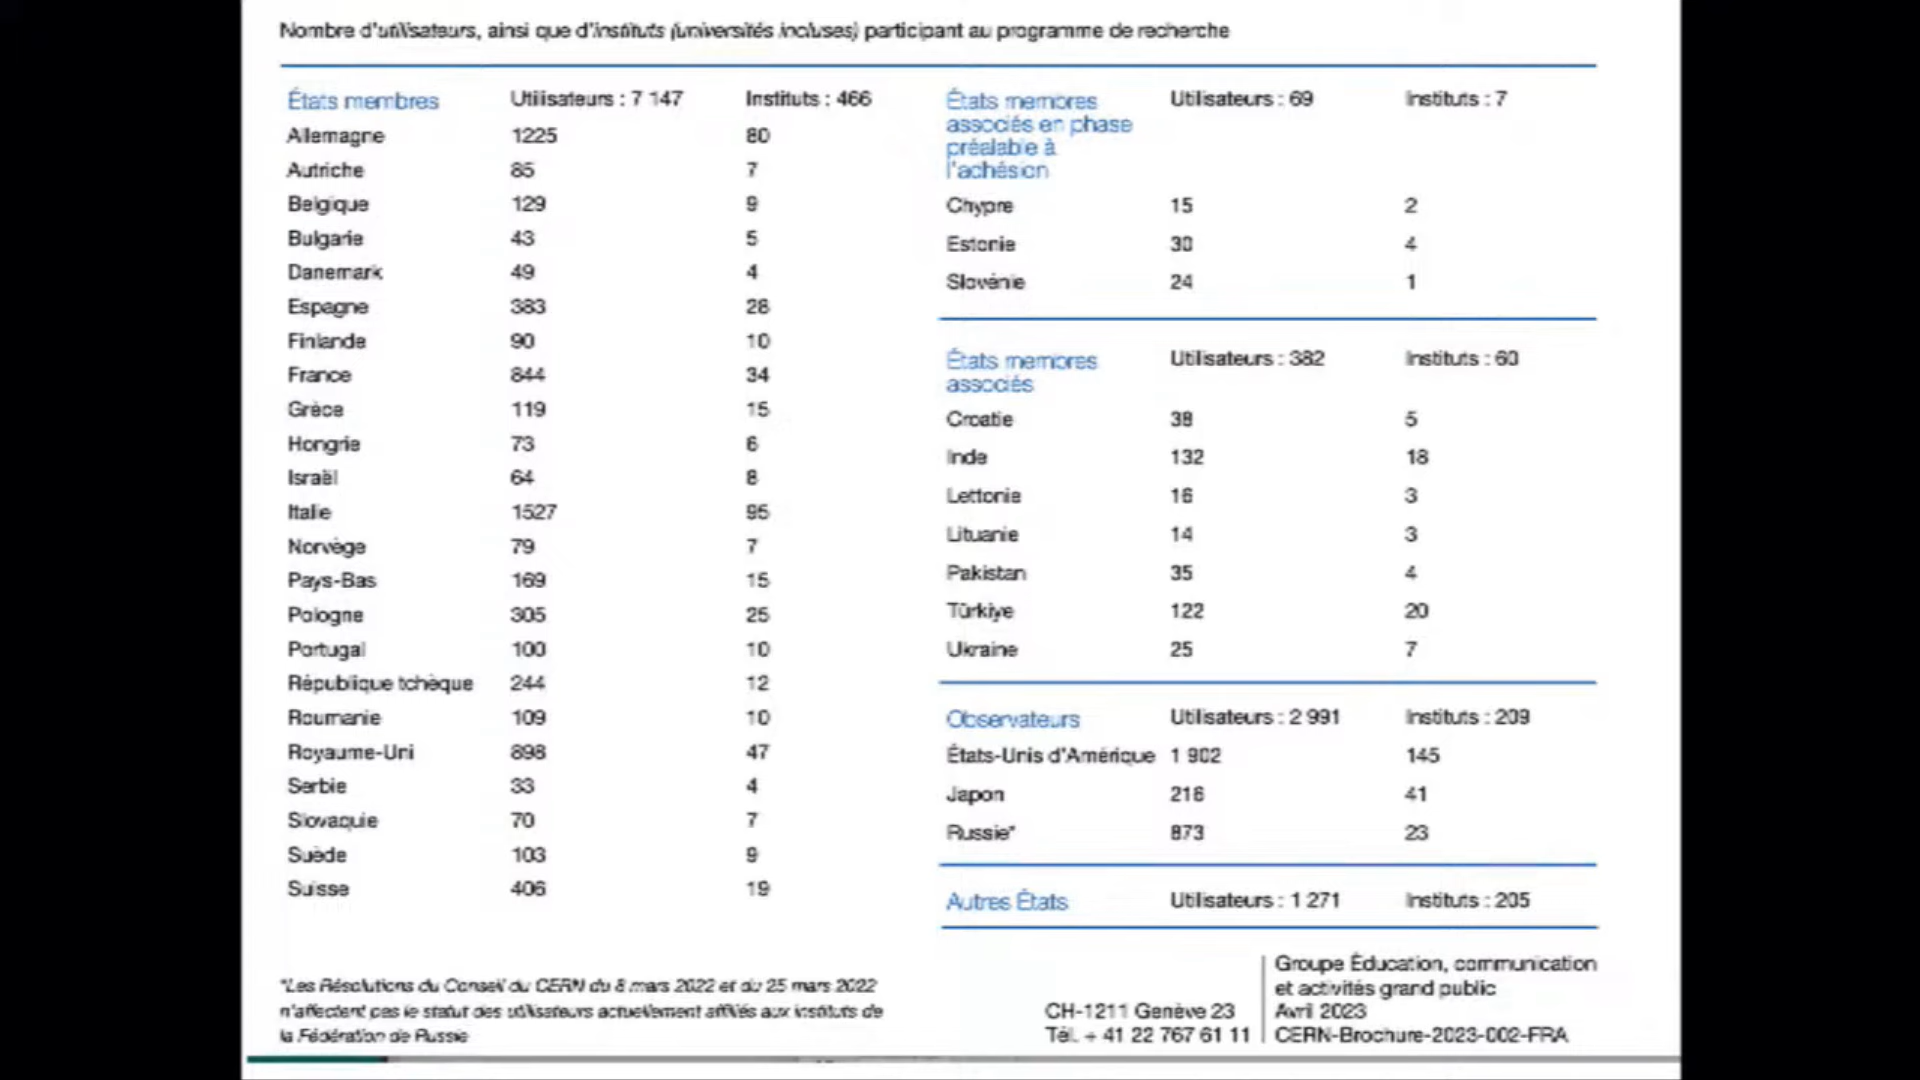 Nombre d'utilisateurs, ainsi que d'instituts (universités incluses) participant au programme de recherche
États membres Utilisateurs : 7 147 Instituts : 466
Allemagne 1225 80
Autriche 85 7
Belgique 129 9
Bulgarie 43 5
Danemark 49 4
Espagne 383 28
Finlande 90 10
France 844 34
Grèce 119 15
Hongrie 73 6
Israël 64 8
Italie 1527 95
Norvège 79 7
Pays-Bas 169 15
Pologne 305 25
Portugal 100 10
République tchèque 244 12
Roumanie 109 10
Royaume-Uni 898 47
Serbie 33 4
Slovaquie 70 7
Suède 103 9
Suisse 406 19
États membres Utilisateurs : 69 Instituts : 7
associés en phase
préalable à
l'adhésion
Chypre 15 2
Estonie 30 4
Slovénie 24 1
États membres Utilisateurs : 382 Instituts : 60
associés
Croatie 38 5
Inde 132 18
Lettonie 16 3
Lituanie 14 3
Pakistan 35 4
Türkiye 122 20
Ukraine 25 7
Observateurs Utilisateurs : 2 991 Instituts : 209
États-Unis d'Amérique 1 902 145
Japon 216 41
Russie* 873 23
Autres États Utilisateurs : 1 271 Instituts : 205
*Les Résolutions du Conseil du CERN du 8 mars 2022 et du 25 mars 2022
n'affectent pas le statut des utilisateurs actuellement affiliés aux instituts de
la Fédération de Russie
CH-1211 Genève 23
Tél. + 41 22 767 61 11
Groupe Éducation, communication
et activités grand public
Avril 2023
CERN-Brochure-2023-002-FRA